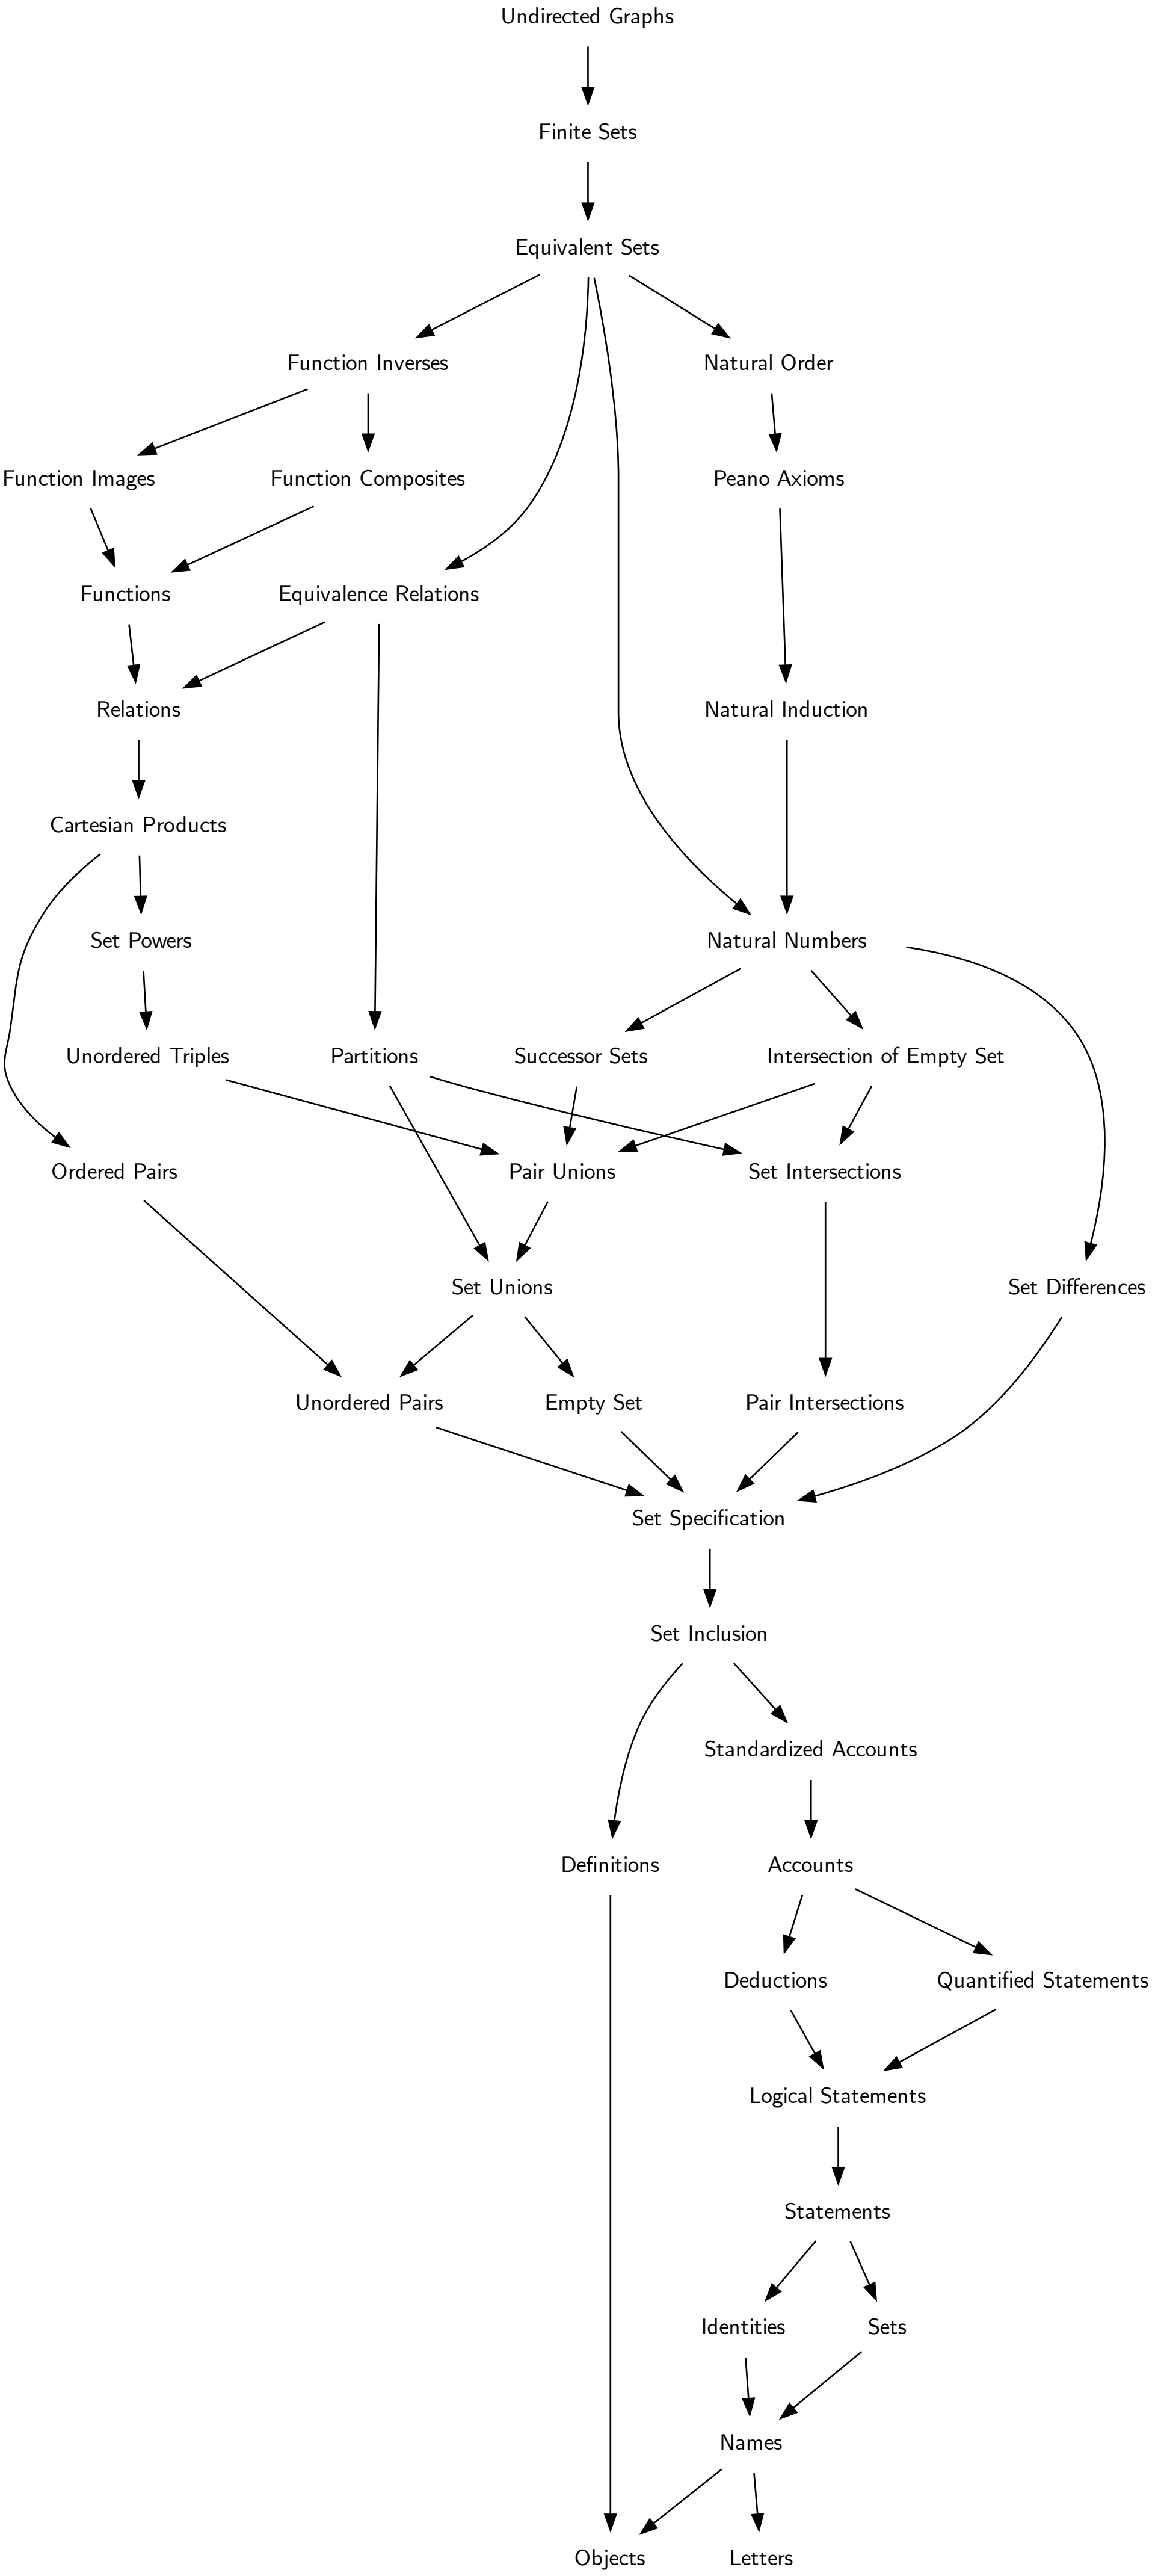 Undirected Graphs
Finite Sets
Equivalent Sets
Function Inverses
Natural Order
Function Images
Function Composites
Peano Axioms
Functions
Equivalence Relations
Relations
Natural Induction
Cartesian Products
Set Powers
Natural Numbers
Unordered Triples
Partitions
Successor Sets
Intersection of Empty Set
Ordered Pairs
Pair Unions
Set Intersections
Set Unions
Set Differences
Unordered Pairs
Empty Set
Pair Intersections
Set Specification
Set Inclusion
Standardized Accounts
Definitions
Accounts
Deductions
Quantified Statements
Logical Statements
Statements
Identities
Sets
Names
Objects
Letters